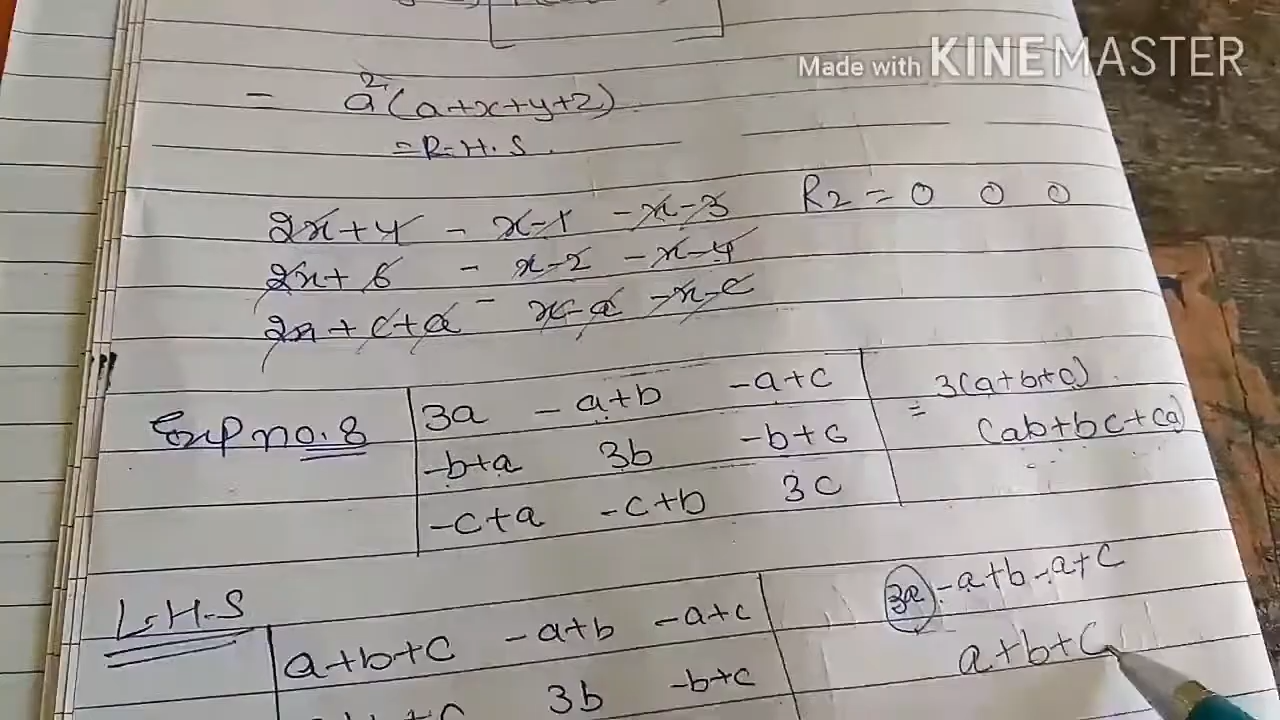 Made with KINEMASTER
= a²(a+x+y+z)
= R.H.S.
2x+4 - x-1 -x-3 R2 = 0 0 0
2x+6 - x-2 -x-4
2x+c+a - x-a -x-c
Exp no. 8
3a -a+b -a+c = 3(a+b+c)
-b+a 3b -b+c (ab+bc+ca)
-c+a -c+b 3c
L.H.S
3a -a+b -a+c
a+b+c -a+b -a+c
a+b+c
3b -b+c